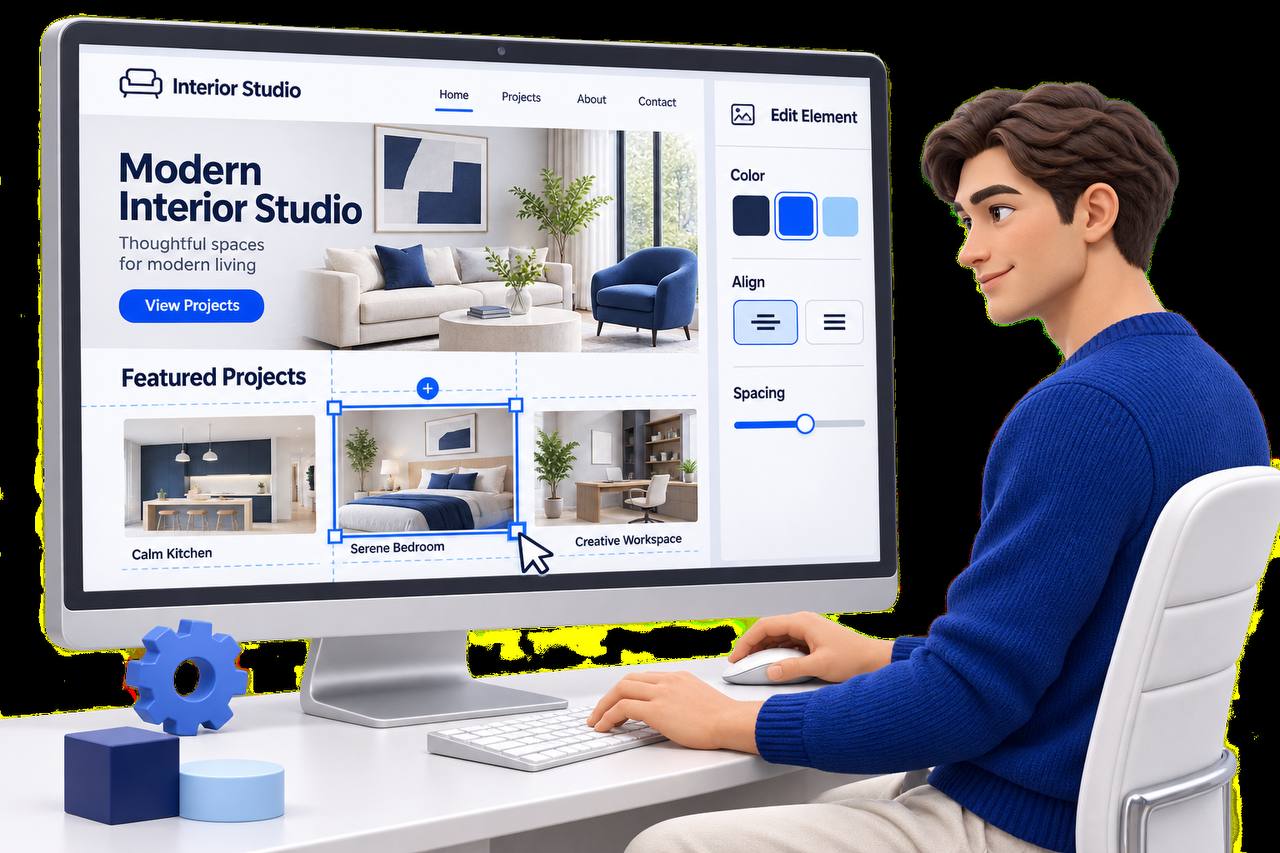 Interior Studio
Home
Projects
About
Contact
Modern
Interior Studio
Thoughtful spaces
for modern living
View Projects
Featured Projects
Calm Kitchen
Serene Bedroom
Creative Workspace
Edit Element
Color
Align
Spacing